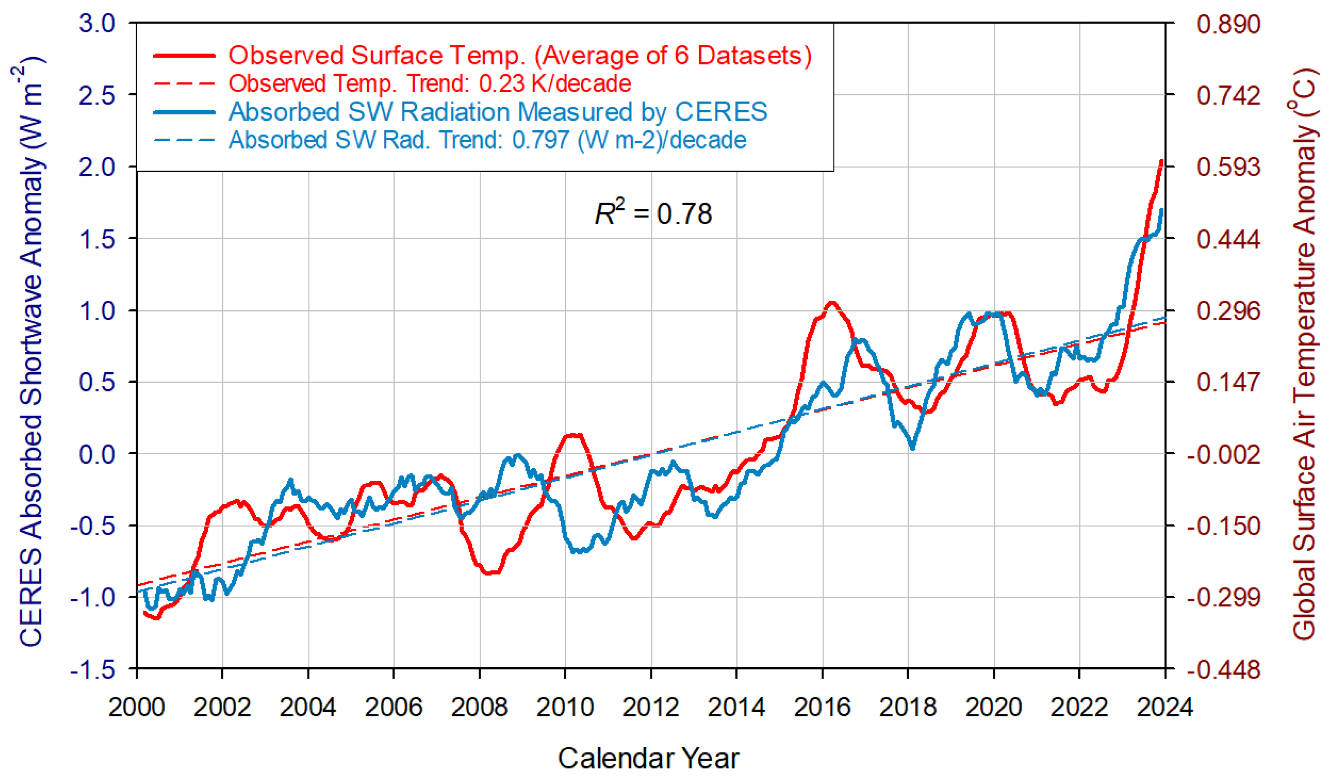 Observed Surface Temp. (Average of 6 Datasets)
Observed Temp. Trend: 0.23 K/decade
Absorbed SW Radiation Measured by CERES
Absorbed SW Rad. Trend: 0.797 (W m-2)/decade
R² = 0.78
CERES Absorbed Shortwave Anomaly (W m⁻²)
3.0
2.5
2.0
1.5
1.0
0.5
0.0
-0.5
-1.0
-1.5
0.890
0.742
0.593
0.444
0.296
0.147
-0.002
-0.150
-0.299
-0.448
Global Surface Air Temperature Anomaly (°C)
2000 2002 2004 2006 2008 2010 2012 2014 2016 2018 2020 2022 2024
Calendar Year